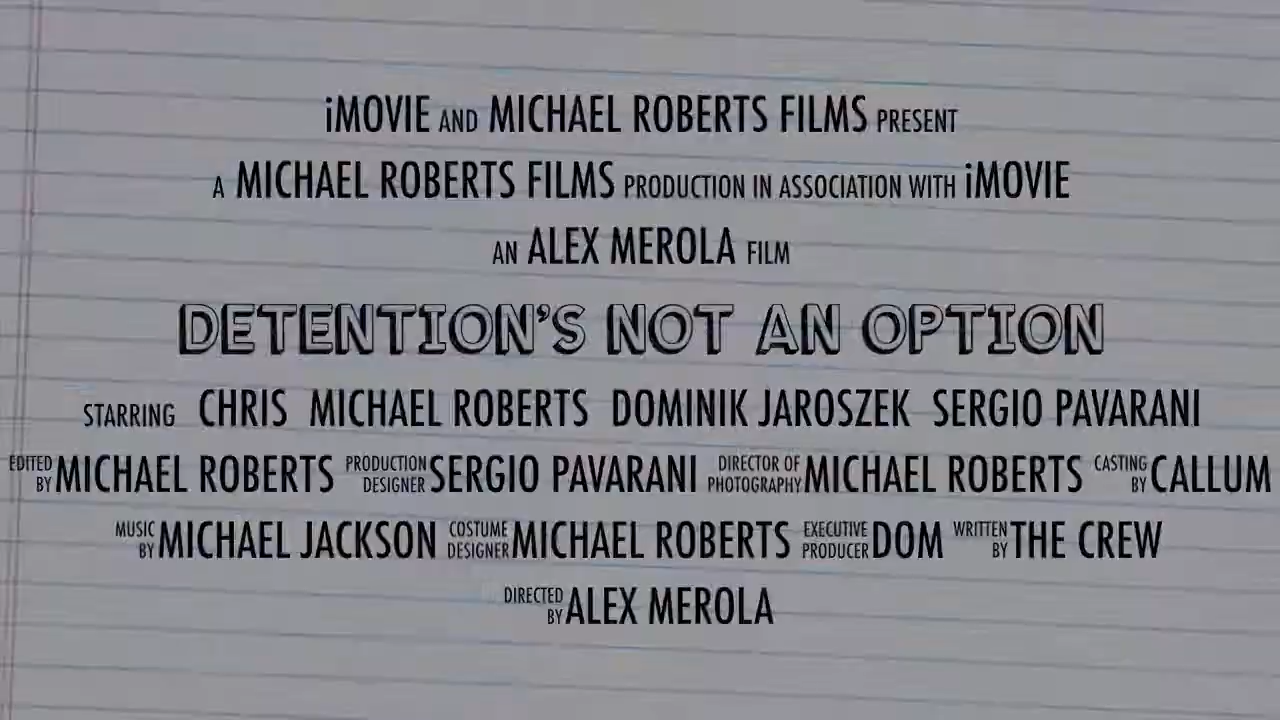 iMOVIE AND MICHAEL ROBERTS FILMS PRESENT
A MICHAEL ROBERTS FILMS PRODUCTION IN ASSOCIATION WITH iMOVIE
AN ALEX MEROLA FILM
DETENTION'S NOT AN OPTION
STARRING CHRIS MICHAEL ROBERTS DOMINIK JAROSZEK SERGIO PAVARANI
EDITED BY MICHAEL ROBERTS PRODUCTION DESIGNER SERGIO PAVARANI DIRECTOR OF PHOTOGRAPHY MICHAEL ROBERTS CASTING BY CALLUM
MUSIC BY MICHAEL JACKSON COSTUME DESIGNER MICHAEL ROBERTS EXECUTIVE PRODUCER DOM WRITTEN BY THE CREW
DIRECTED BY ALEX MEROLA